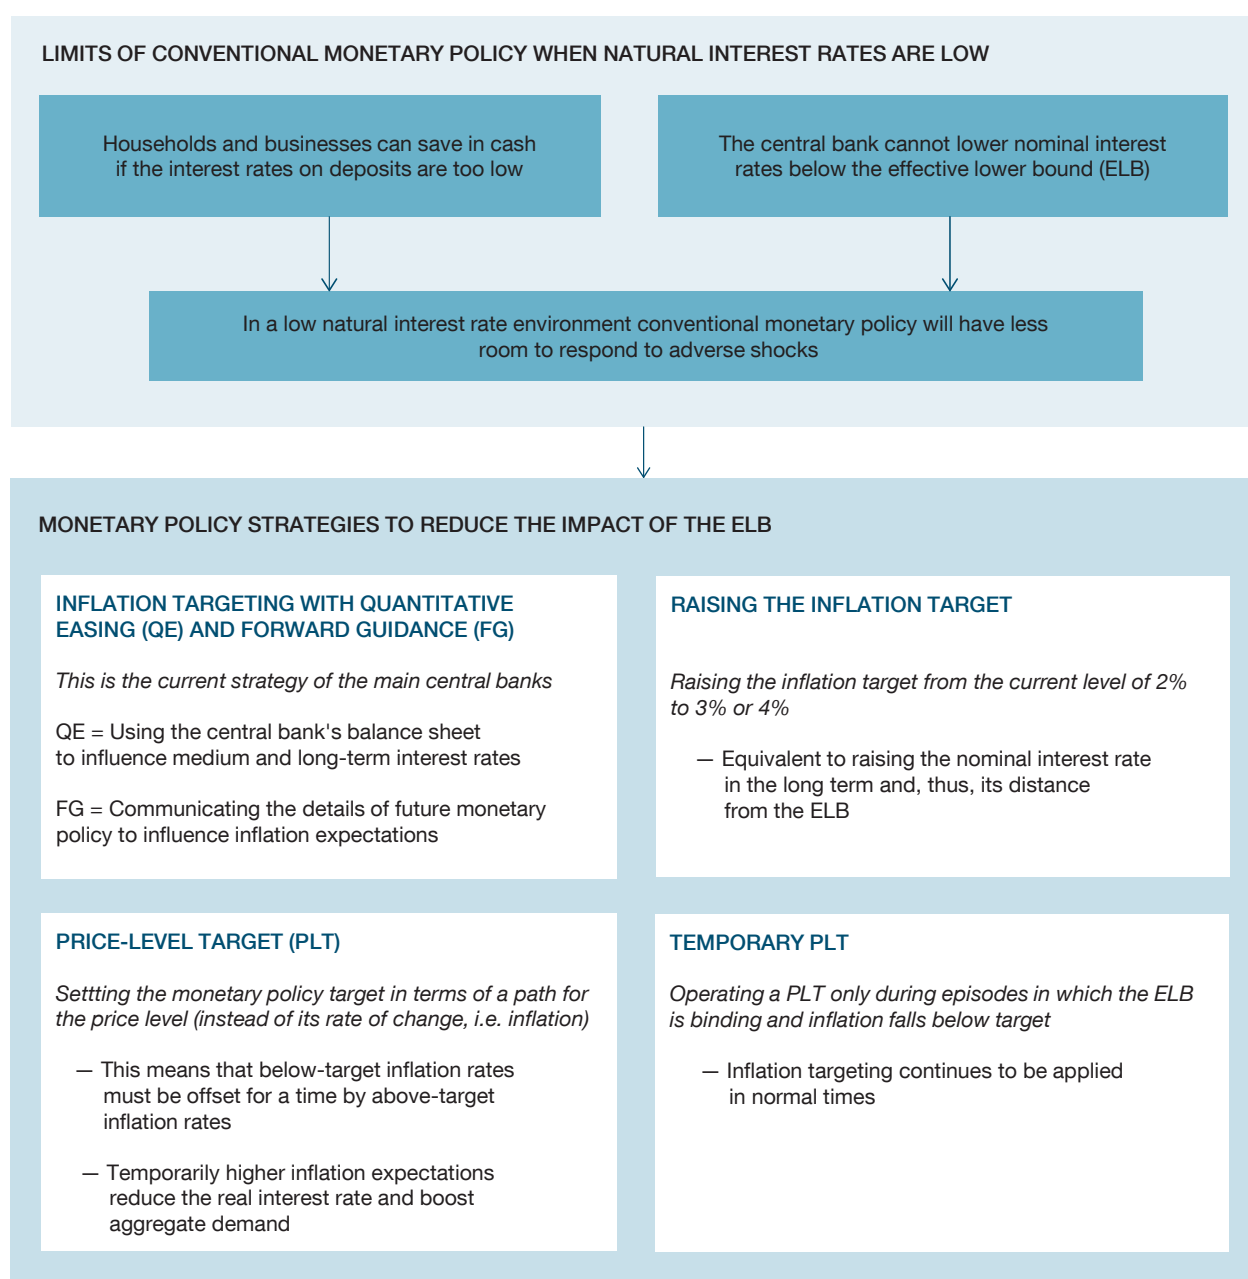 LIMITS OF CONVENTIONAL MONETARY POLICY WHEN NATURAL INTEREST RATES ARE LOW
Households and businesses can save in cash
if the interest rates on deposits are too low
The central bank cannot lower nominal interest
rates below the effective lower bound (ELB)
In a low natural interest rate environment conventional monetary policy will have less
room to respond to adverse shocks
MONETARY POLICY STRATEGIES TO REDUCE THE IMPACT OF THE ELB
INFLATION TARGETING WITH QUANTITATIVE
EASING (QE) AND FORWARD GUIDANCE (FG)
This is the current strategy of the main central banks
QE = Using the central bank's balance sheet
to influence medium and long-term interest rates
FG = Communicating the details of future monetary
policy to influence inflation expectations
RAISING THE INFLATION TARGET
Raising the inflation target from the current level of 2%
to 3% or 4%
— Equivalent to raising the nominal interest rate
in the long term and, thus, its distance
from the ELB
PRICE-LEVEL TARGET (PLT)
Settting the monetary policy target in terms of a path for
the price level (instead of its rate of change, i.e. inflation)
— This means that below-target inflation rates
must be offset for a time by above-target
inflation rates
— Temporarily higher inflation expectations
reduce the real interest rate and boost
aggregate demand
TEMPORARY PLT
Operating a PLT only during episodes in which the ELB
is binding and inflation falls below target
— Inflation targeting continues to be applied
in normal times